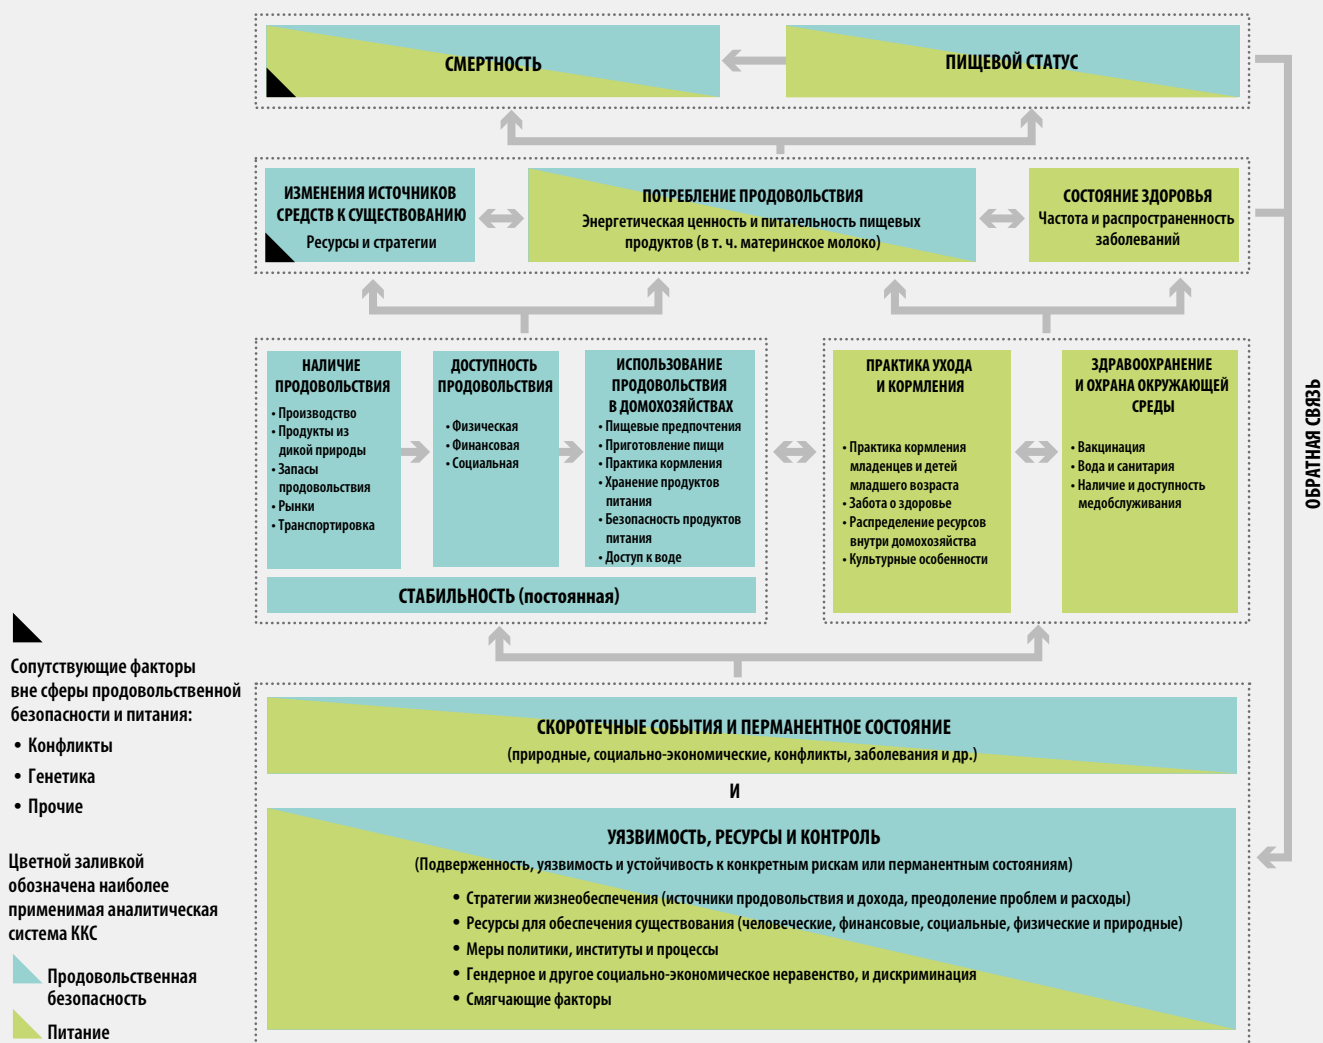 СМЕРТНОСТЬ
ПИЩЕВОЙ СТАТУС
ИЗМЕНЕНИЯ ИСТОЧНИКОВ
СРЕДСТВ К СУЩЕСТВОВАНИЮ
Ресурсы и стратегии
ПОТРЕБЛЕНИЕ ПРОДОВОЛЬСТВИЯ
Энергетическая ценность и питательность пищевых
продуктов (в т. ч. материнское молоко)
СОСТОЯНИЕ ЗДОРОВЬЯ
Частота и распространенность
заболеваний
НАЛИЧИЕ
ПРОДОВОЛЬСТВИЯ
• Производство
• Продукты из
дикой природы
• Запасы
продовольствия
• Рынки
• Транспортировка
ДОСТУПНОСТЬ
ПРОДОВОЛЬСТВИЯ
• Физическая
• Финансовая
• Социальная
ИСПОЛЬЗОВАНИЕ
ПРОДОВОЛЬСТВИЯ
В ДОМОХОЗЯЙСТВАХ
• Пищевые предпочтения
• Приготовление пищи
• Практика кормления
• Хранение продуктов
питания
• Безопасность продуктов
питания
• Доступ к воде
СТАБИЛЬНОСТЬ (постоянная)
ПРАКТИКА УХОДА
И КОРМЛЕНИЯ
• Практика кормления
младенцев и детей
младшего возраста
• Забота о здоровье
• Распределение ресурсов
внутри домохозяйства
• Культурные особенности
ЗДРАВООХРАНЕНИЕ
И ОХРАНА ОКРУЖАЮЩЕЙ
СРЕДЫ
• Вакцинация
• Вода и санитария
• Наличие и доступность
медобслуживания
ОБРАТНАЯ СВЯЗЬ
СКОРОТЕЧНЫЕ СОБЫТИЯ И ПЕРМАНЕНТНОЕ СОСТОЯНИЕ
(природные, социально-экономические, конфликты, заболевания и др.)
И
УЯЗВИМОСТЬ, РЕСУРСЫ И КОНТРОЛЬ
(Подверженность, уязвимость и устойчивость к конкретным рискам или перманентным состояниям)
• Стратегии жизнеобеспечения (источники продовольствия и дохода, преодоление проблем и расходы)
• Ресурсы для обеспечения существования (человеческие, финансовые, социальные, физические и природные)
• Меры политики, институты и процессы
• Гендерное и другое социально-экономическое неравенство, и дискриминация
• Смягчающие факторы
Сопутствующие факторы
вне сферы продовольственной
безопасности и питания:
• Конфликты
• Генетика
• Прочие
Цветной заливкой
обозначена наиболее
применимая аналитическая
система ККС
Продовольственная
безопасность
Питание